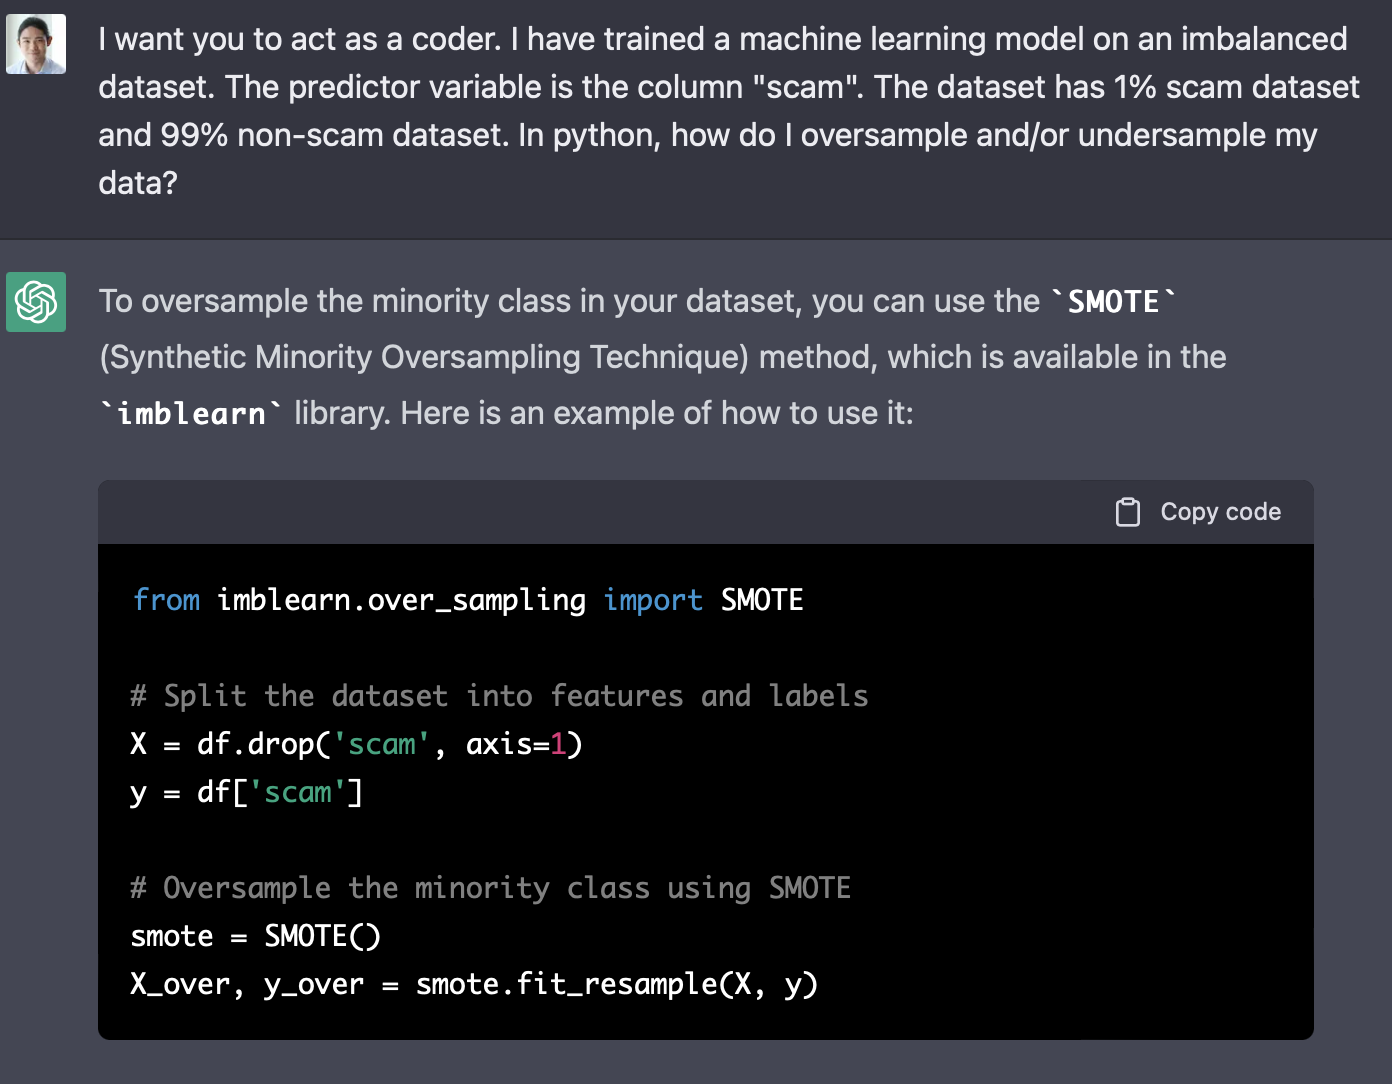 I want you to act as a coder. I have trained a machine learning model on an imbalanced
dataset. The predictor variable is the column "scam". The dataset has 1% scam dataset
and 99% non-scam dataset. In python, how do I oversample and/or undersample my
data?
To oversample the minority class in your dataset, you can use the `SMOTE`
(Synthetic Minority Oversampling Technique) method, which is available in the
`imblearn` library. Here is an example of how to use it:
Copy code
from imblearn.over_sampling import SMOTE
# Split the dataset into features and labels
X = df.drop('scam', axis=1)
y = df['scam']
# Oversample the minority class using SMOTE
smote = SMOTE()
X_over, y_over = smote.fit_resample(X, y)